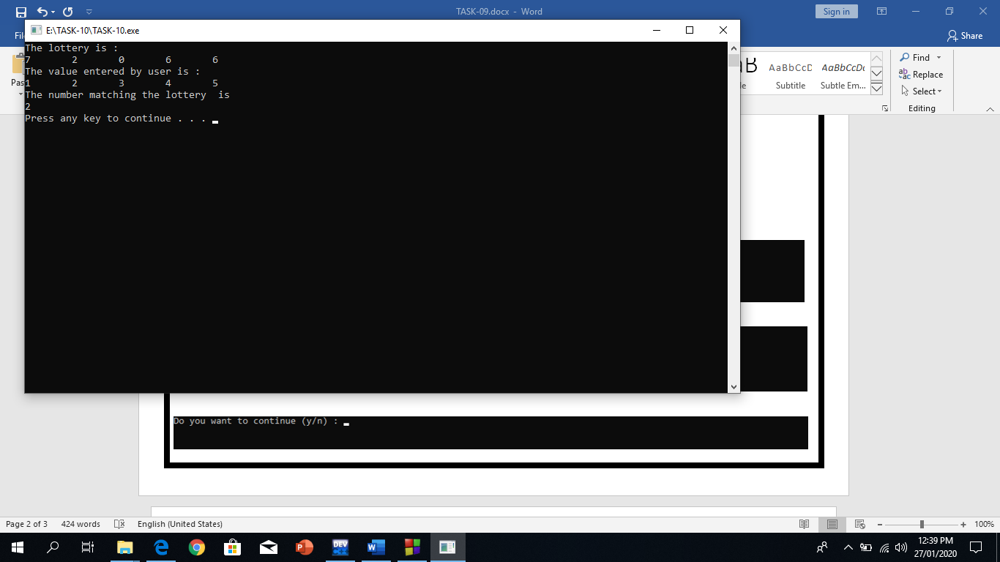 TASK-09.docx - Word
Sign in
E:\TASK-10\TASK-10.exe
Share
The lottery is :
7 2 0 6 6
The value entered by user is :
1 2 3 4 5
The number matching the lottery is
2
Press any key to continue . . .
Find
AaBbCcD
AaBbCcDc
Replace
Subtitle
Subtle Em...
Select
Editing
Do you want to continue (y/n) :
Page 2 of 3
424 words
English (United States)
100%
DEV
12:39 PM
27/01/2020